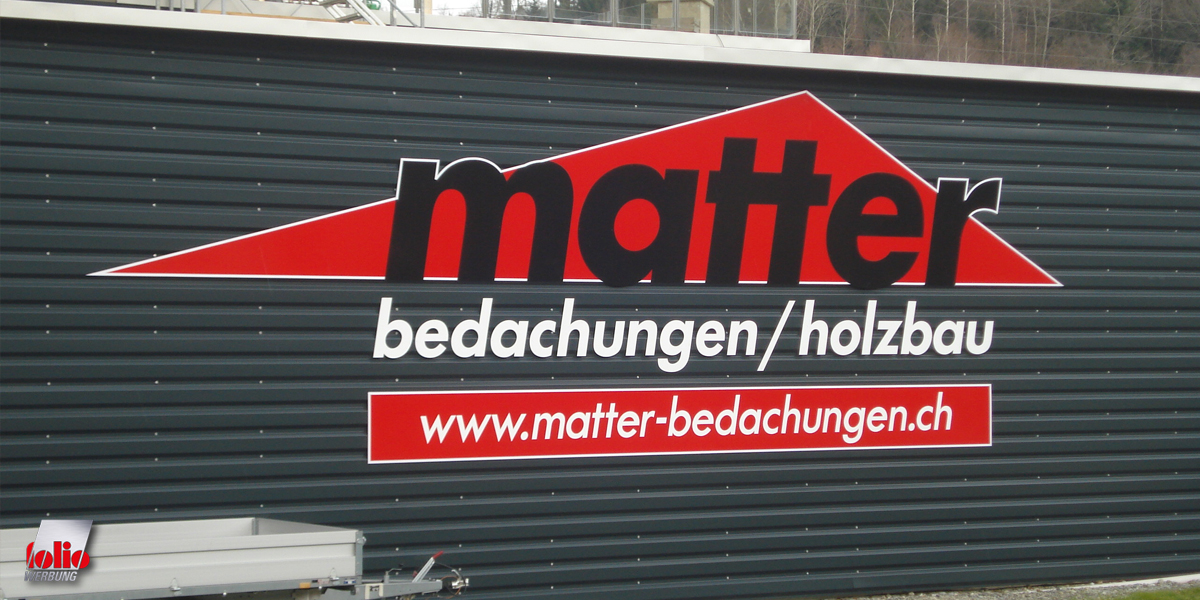 matter
bedachungen/holzbau
www.matter-bedachungen.ch
folio
WERBUNG